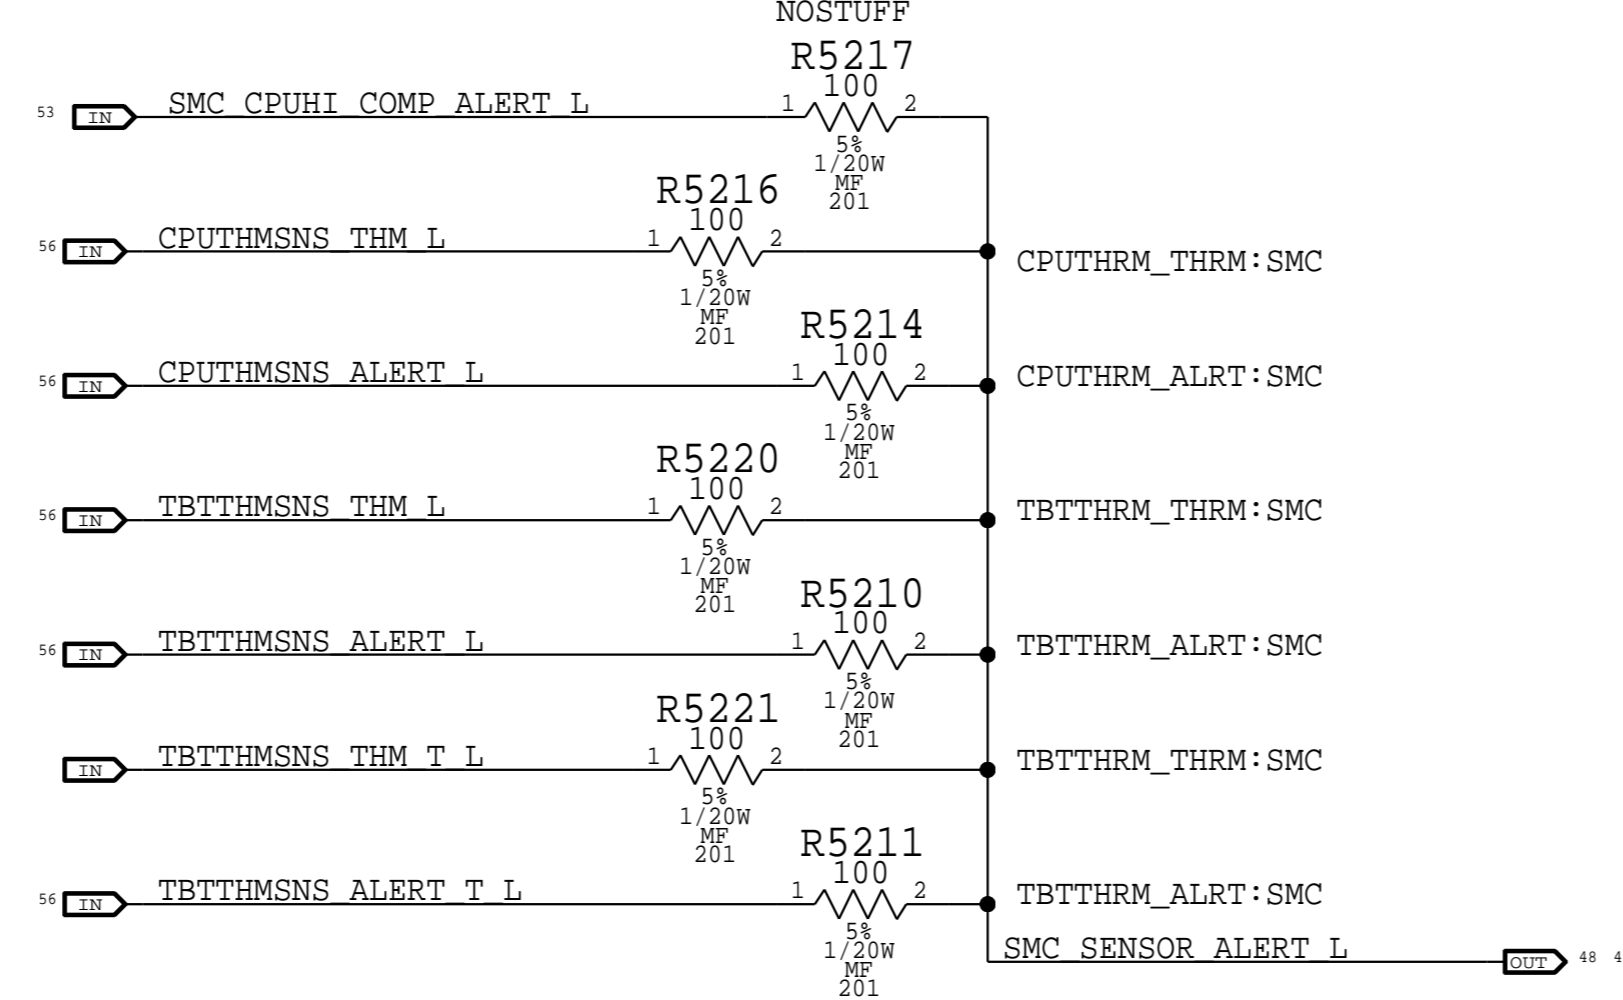 NOSTUFF
R5217
100
53 IN SMC_CPUHI_COMP_ALERT_L 1 2
5%
1/20W
MF
201
R5216
100
56 IN CPUTHMSNS_THM_L 1 2 CPUTHRM_THRM:SMC
5%
1/20W
MF
201
R5214
100
56 IN CPUTHMSNS_ALERT_L 1 2 CPUTHRM_ALRT:SMC
5%
1/20W
MF
201
R5220
100
56 IN TBTTHMSNS_THM_L 1 2 TBTTHRM_THRM:SMC
5%
1/20W
MF
201
R5210
100
56 IN TBTTHMSNS_ALERT_L 1 2 TBTTHRM_ALRT:SMC
5%
1/20W
MF
201
R5221
100
IN TBTTHMSNS_THM_T_L 1 2 TBTTHRM_THRM:SMC
5%
1/20W
MF
201
R5211
100
56 IN TBTTHMSNS_ALERT_T_L 1 2 TBTTHRM_ALRT:SMC
5%
1/20W
MF
201
SMC_SENSOR_ALERT_L OUT 48 4